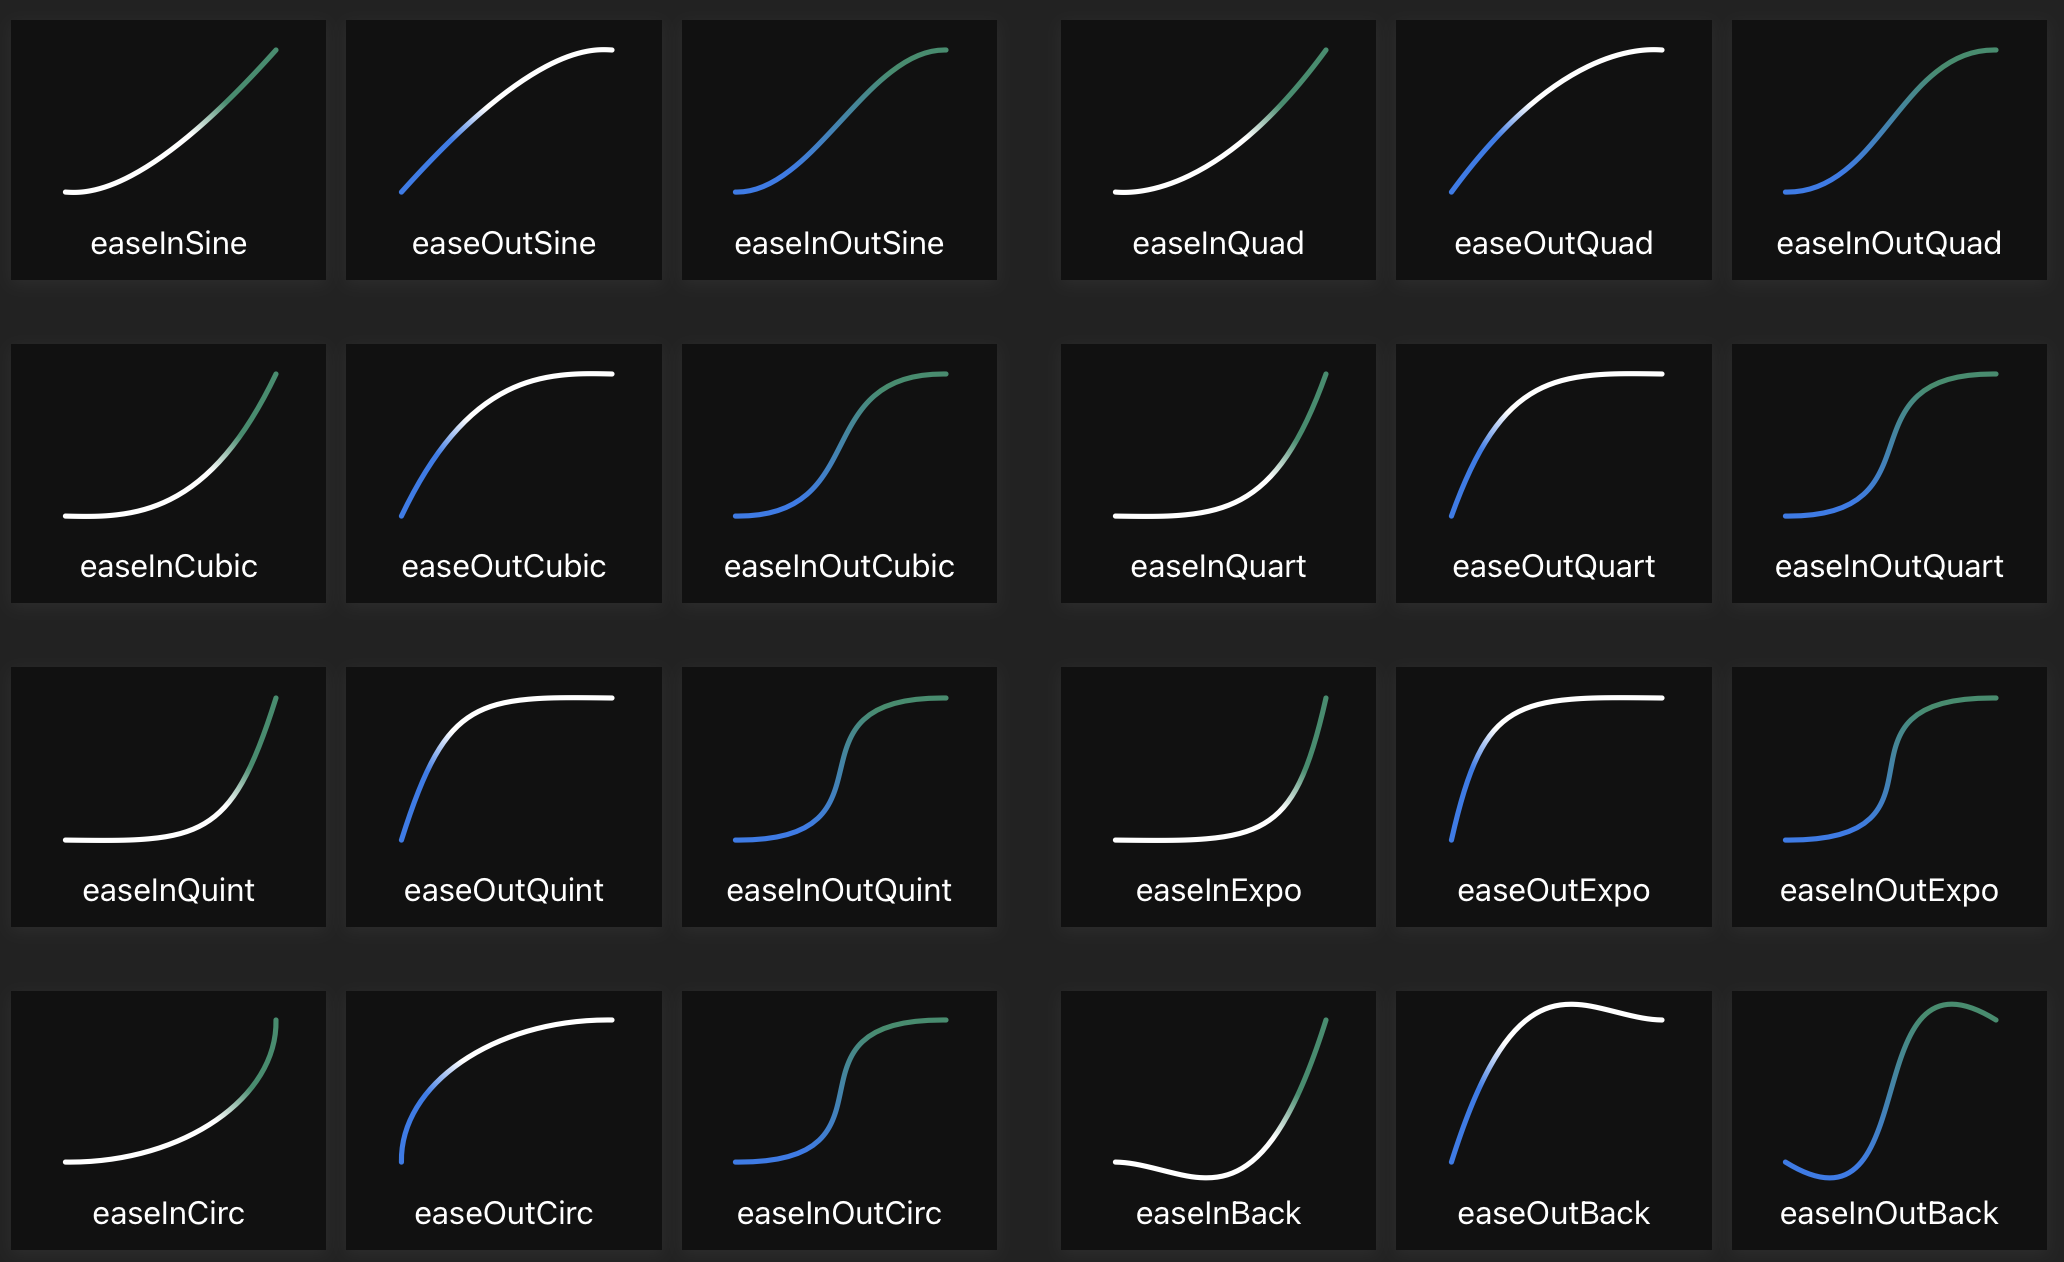 easeInSine
easeOutSine
easeInOutSine
easeInQuad
easeOutQuad
easeInOutQuad
easeInCubic
easeOutCubic
easeInOutCubic
easeInQuart
easeOutQuart
easeInOutQuart
easeInQuint
easeOutQuint
easeInOutQuint
easeInExpo
easeOutExpo
easeInOutExpo
easeInCirc
easeOutCirc
easeInOutCirc
easeInBack
easeOutBack
easeInOutBack